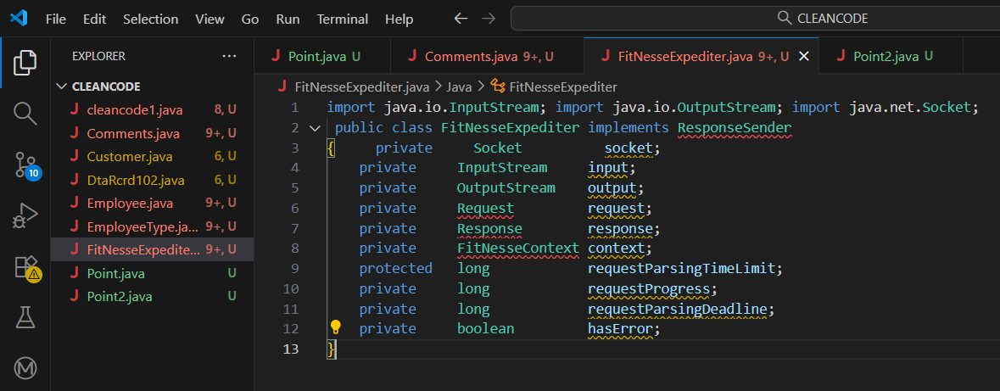 File Edit Selection View Go Run Terminal Help CLEANCODE
EXPLORER ...
Point.java U Comments.java 9+, U FitNesseExpediter.java 9+, U Point2.java U
CLEANCODE
cleancode1.java 8, U
Comments.java 9+, U
Customer.java 6, U
DtaRcrd102.java 6, U
Employee.java 9+, U
EmployeeType.ja... 9+, U
FitNesseExpedite... 9+, U
Point.java U
Point2.java U
10
FitNesseExpediter.java > Java > FitNesseExpediter
1 import java.io.InputStream; import java.io.OutputStream; import java.net.Socket;
2 public class FitNesseExpediter implements ResponseSender
3 { private Socket socket;
4 private InputStream input;
5 private OutputStream output;
6 private Request request;
7 private Response response;
8 private FitNesseContext context;
9 protected long requestParsingTimeLimit;
10 private long requestProgress;
11 private long requestParsingDeadline;
12 private boolean hasError;
13 }